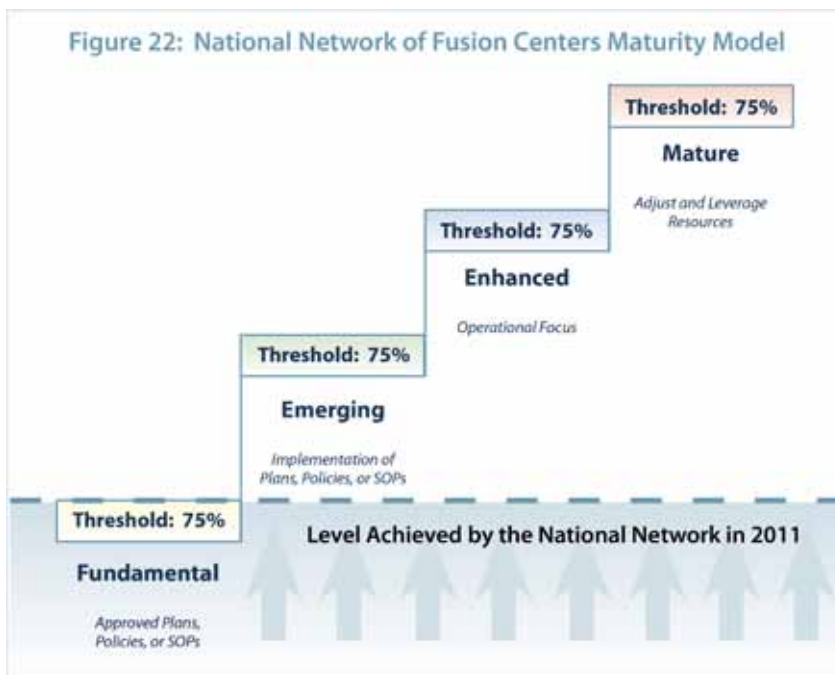 Figure 22: National Network of Fusion Centers Maturity Model
Threshold: 75%
Mature
Adjust and Leverage
Resources
Threshold: 75%
Enhanced
Operational Focus
Threshold: 75%
Emerging
Implementation of
Plans, Policies, or SOPs
Threshold: 75%
Level Achieved by the National Network in 2011
Fundamental
Approved Plans,
Policies, or SOPs